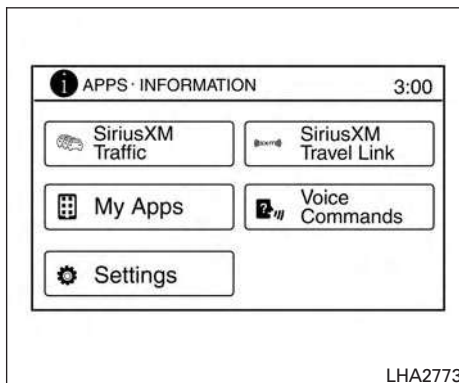 i APPS · INFORMATION 3:00
SiriusXM
Traffic
SiriusXM
Travel Link
My Apps
? Voice
Commands
Settings
LHA2773